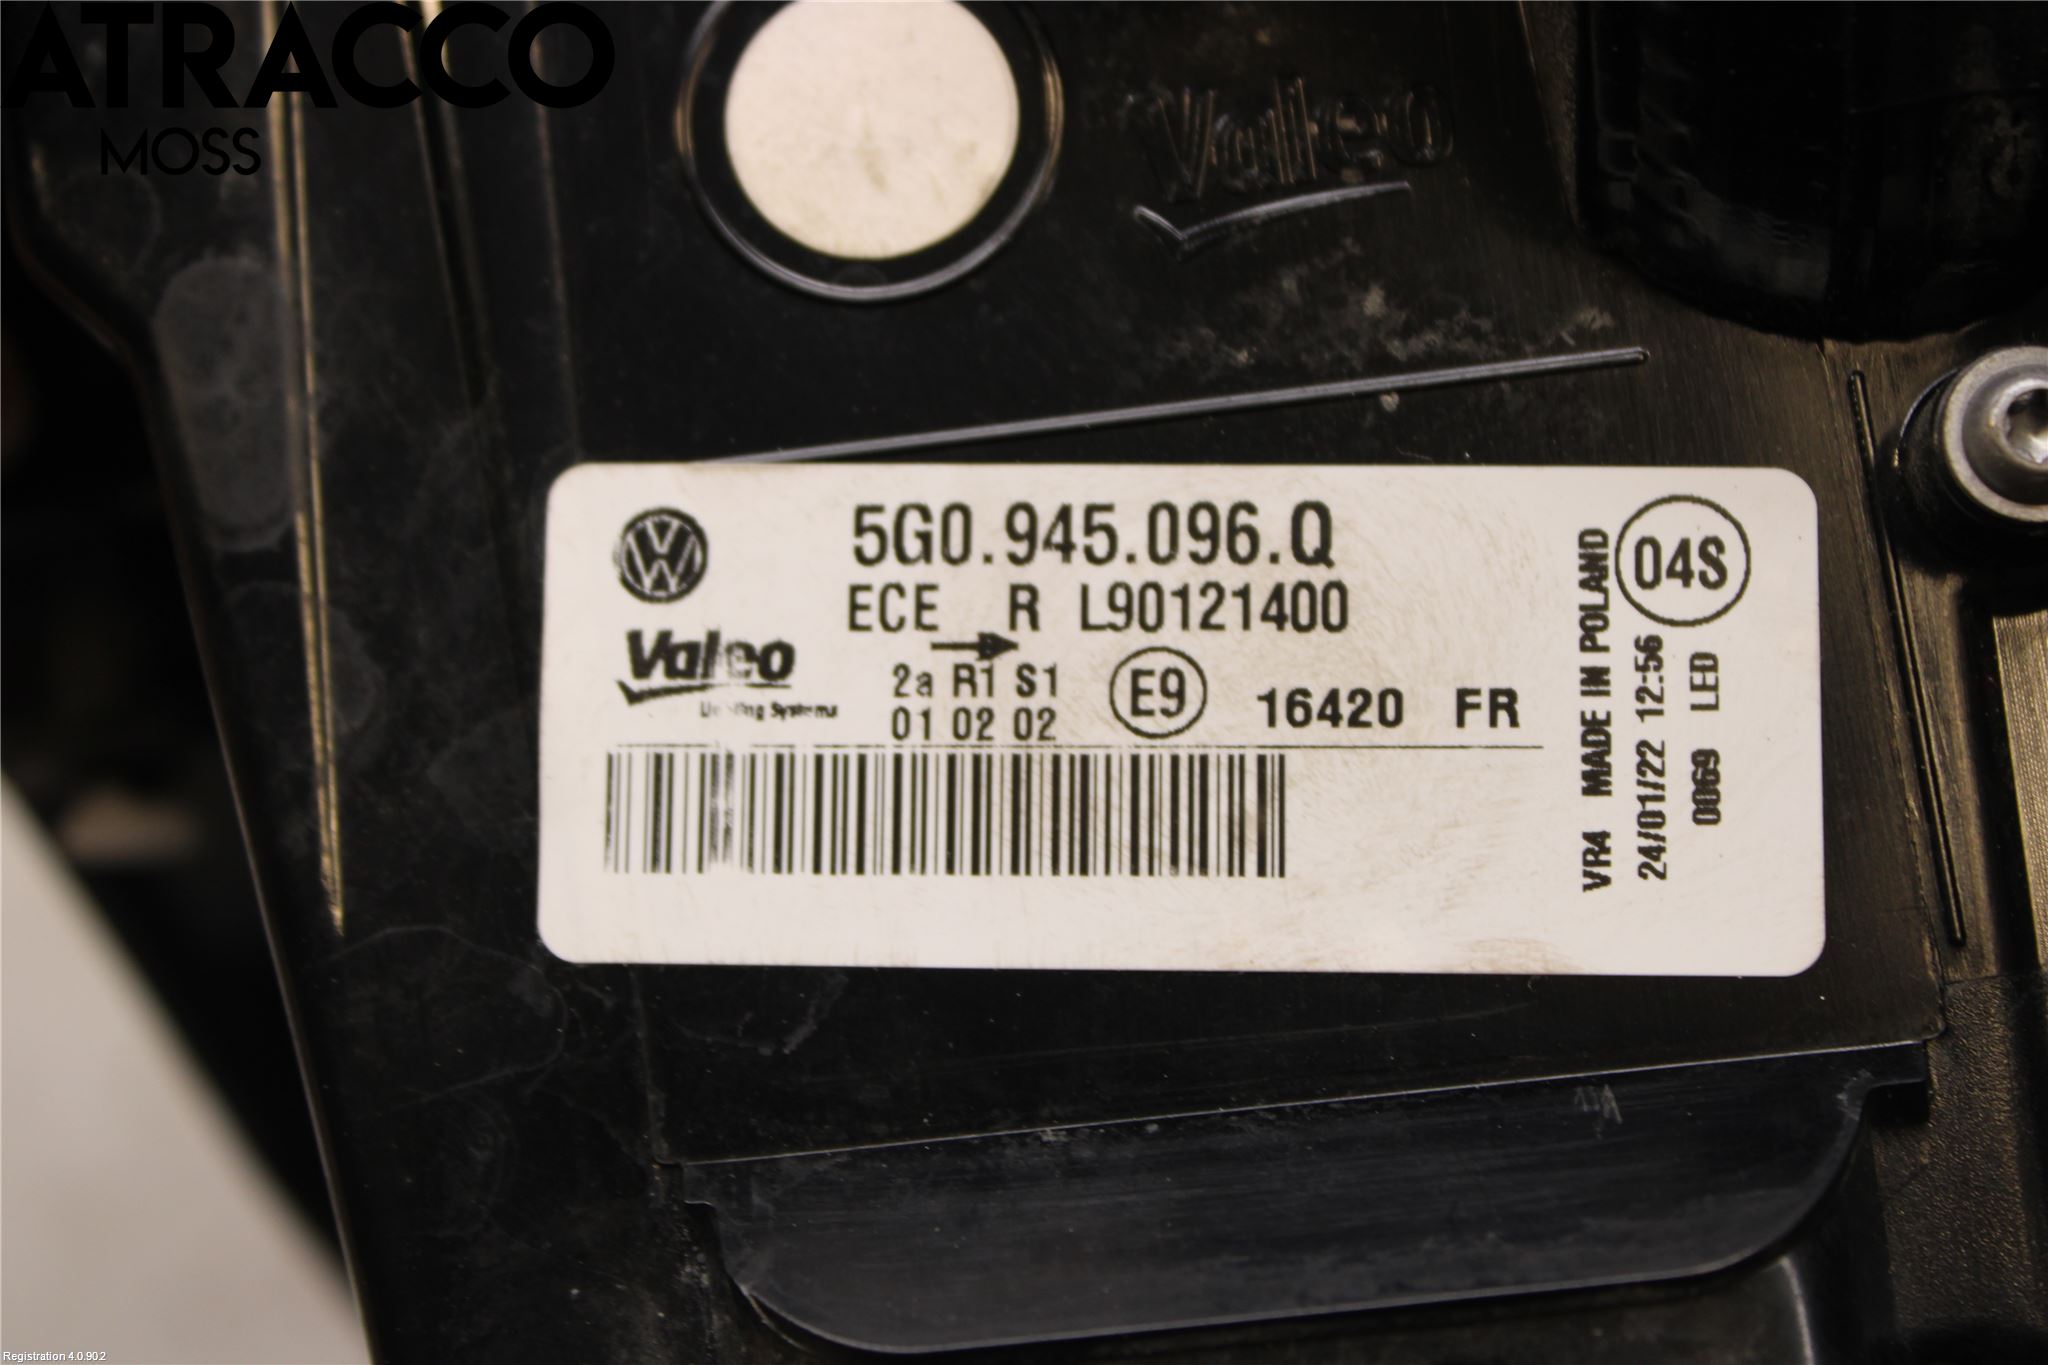 ATRACCO
MOSS
Valeo
5G0.945.096.Q
ECE R L90121400
Valeo
2a R1 S1
01 02 02
E9
16420 FR
04S
VR4 MADE IN POLAND
24/01/22 12:56
0069 LED
Registration 4.0.902